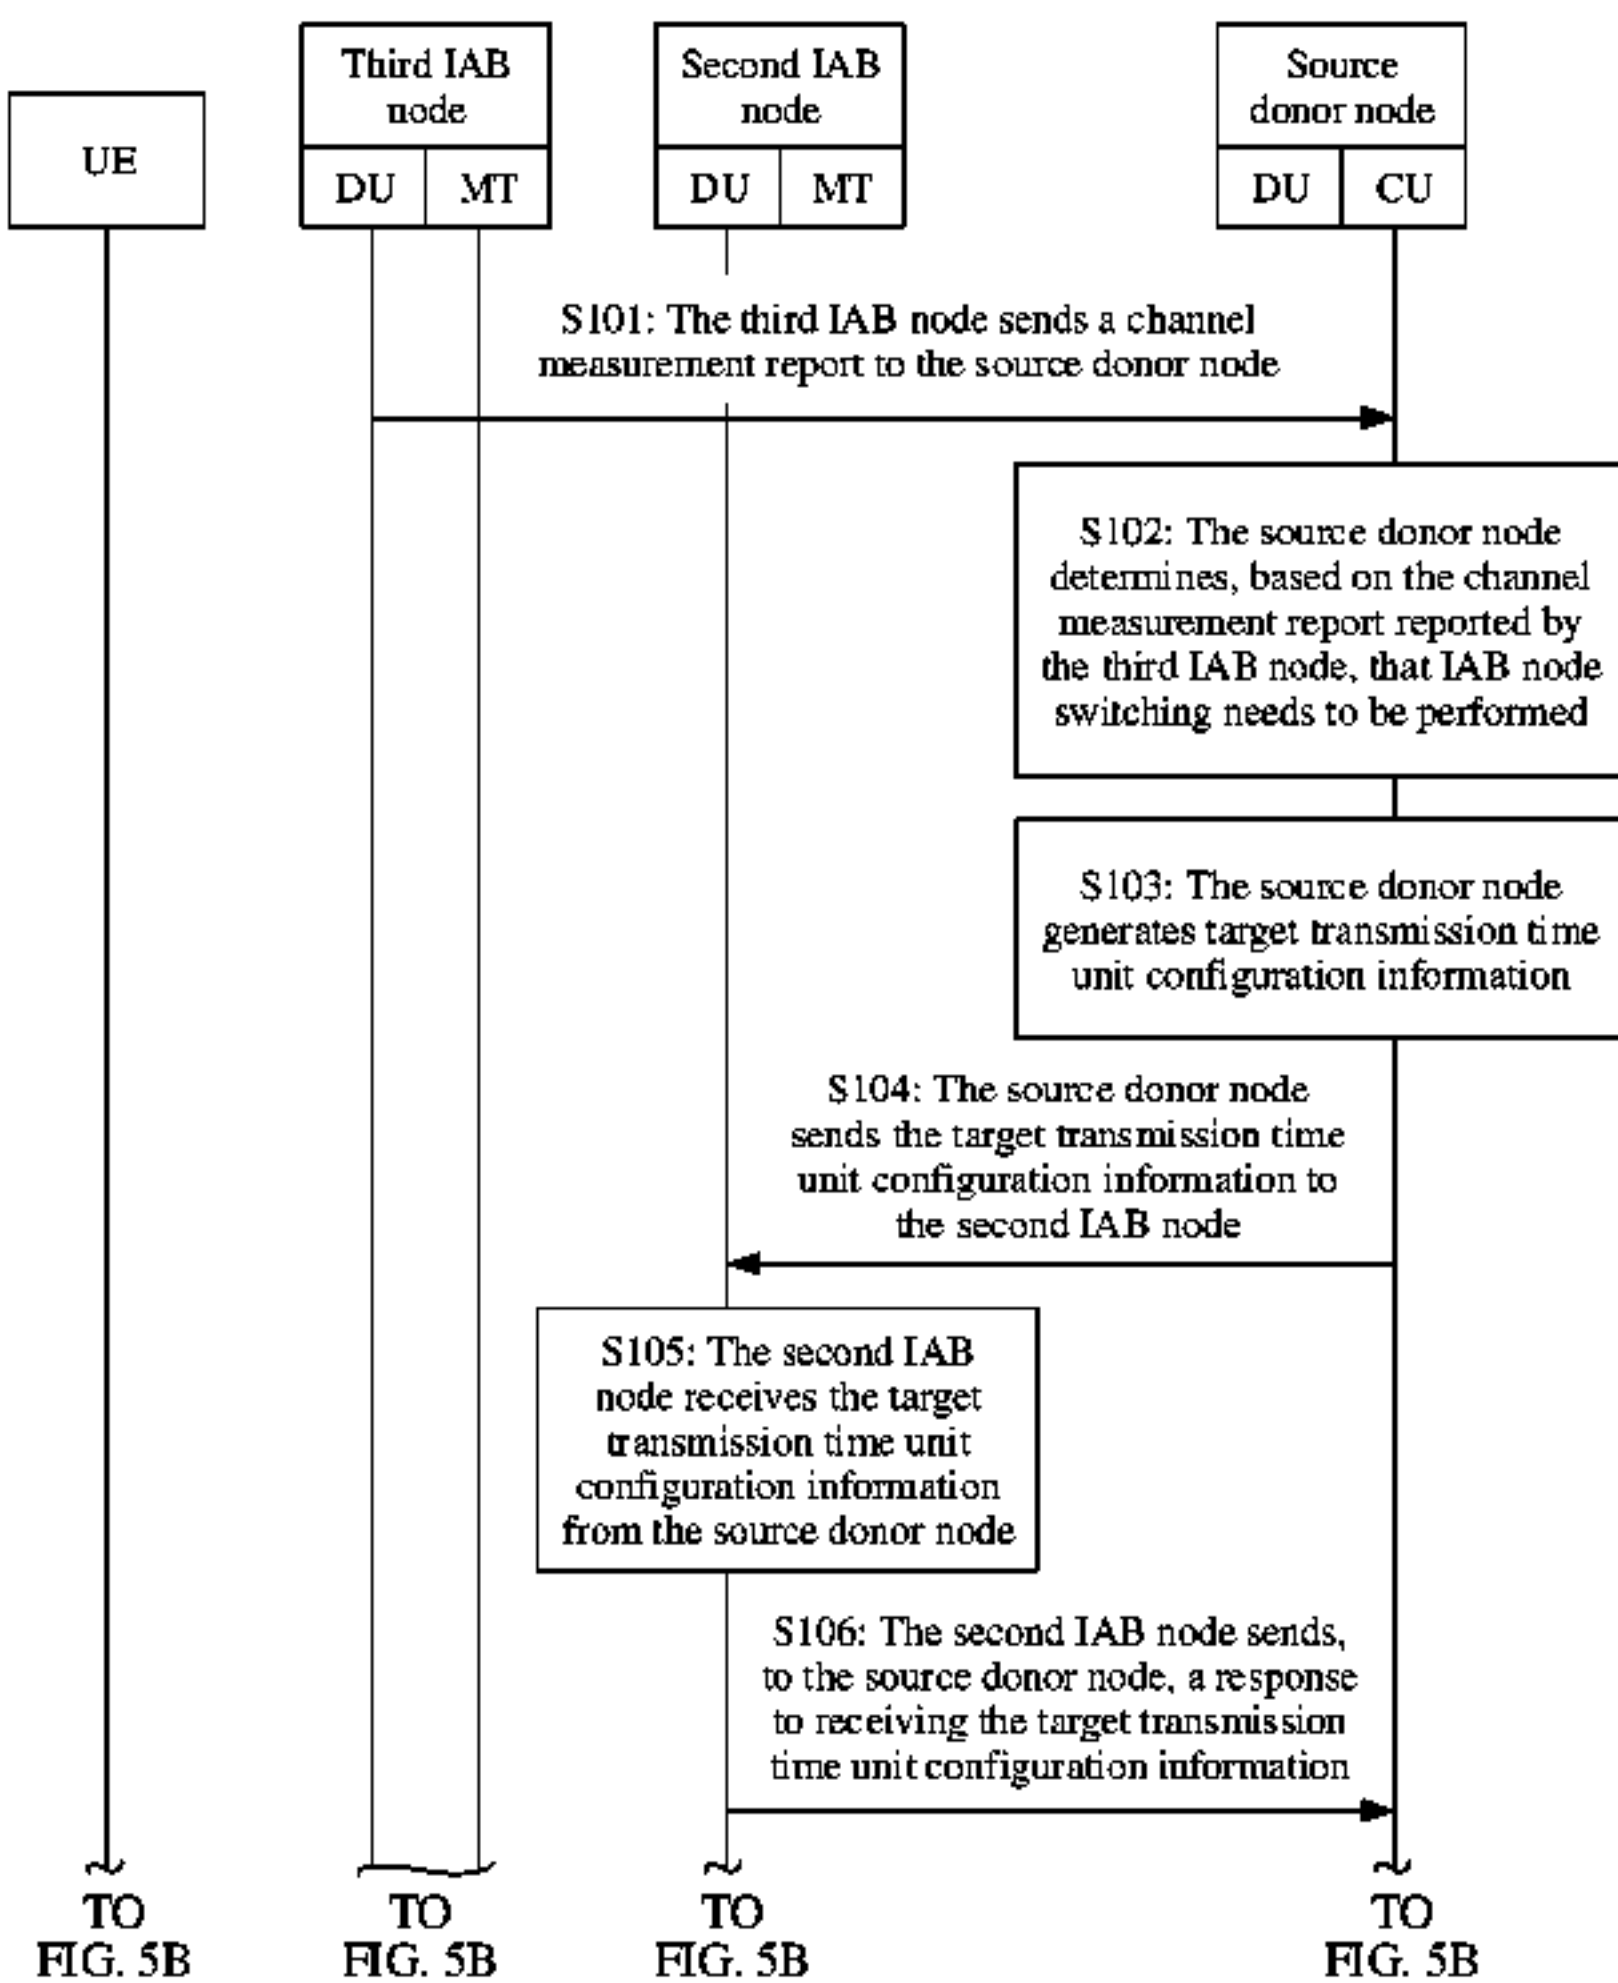 UE
Third IAB
node
DU
MT
Second IAB
node
DU
MT
Source
donor node
DU
CU
S101: The third IAB node sends a channel
measurement report to the source donor node
S102: The source donor node
determines, based on the channel
measurement report reported by
the third IAB node, that IAB node
switching needs to be performed
S103: The source donor node
generates target transmission time
unit configuration information
S104: The source donor node
sends the target transmission time
unit configuration information to
the second IAB node
S105: The second IAB
node receives the target
transmission time unit
configuration information
from the source donor node
S106: The second IAB node sends,
to the source donor node, a response
to receiving the target transmission
time unit configuration information
TO
FIG. 5B
TO
FIG. 5B
TO
FIG. 5B
TO
FIG. 5B